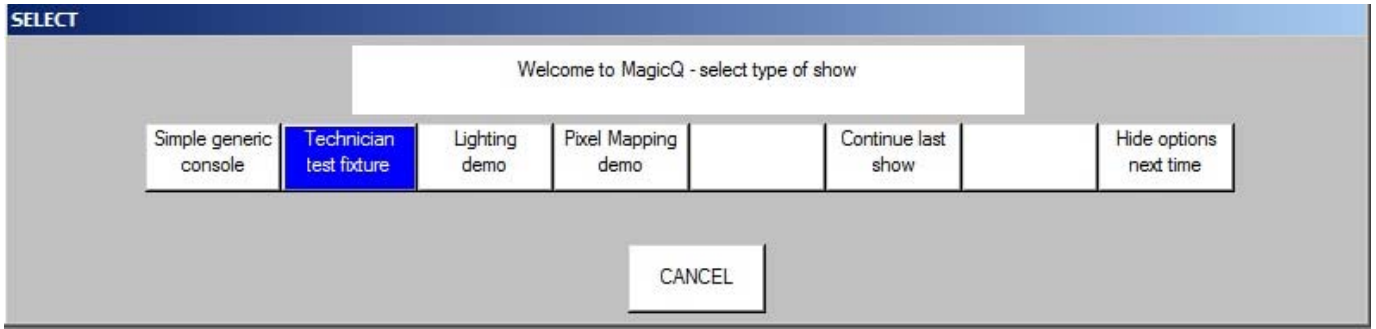 SELECT
Welcome to MagicQ - select type of show
Simple generic
console
Technician
test fixture
Lighting
demo
Pixel Mapping
demo
Continue last
show
Hide options
next time
CANCEL